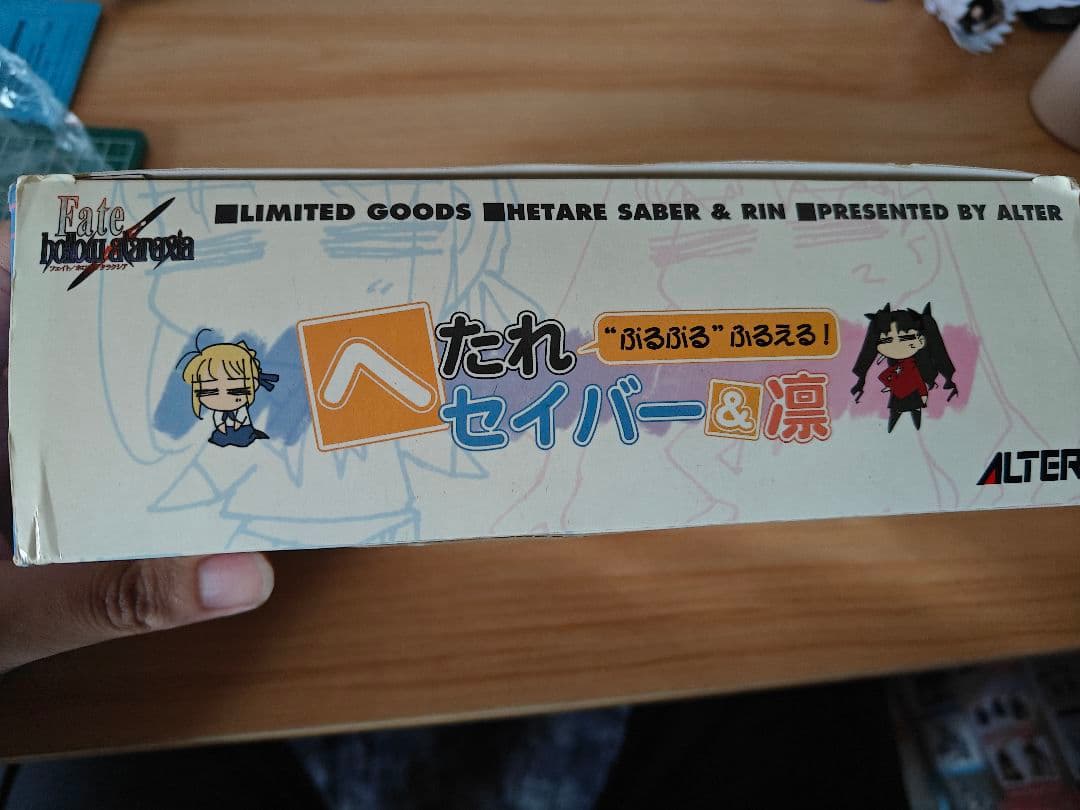 Fate
hollow ataraxia
フェイト/ホロウアタラクシア
■LIMITED GOODS ■HETARE SABER & RIN ■PRESENTED BY ALTER
へたれ
“ぷるぷる”ふるえる!
セイバー&凛
ALTER